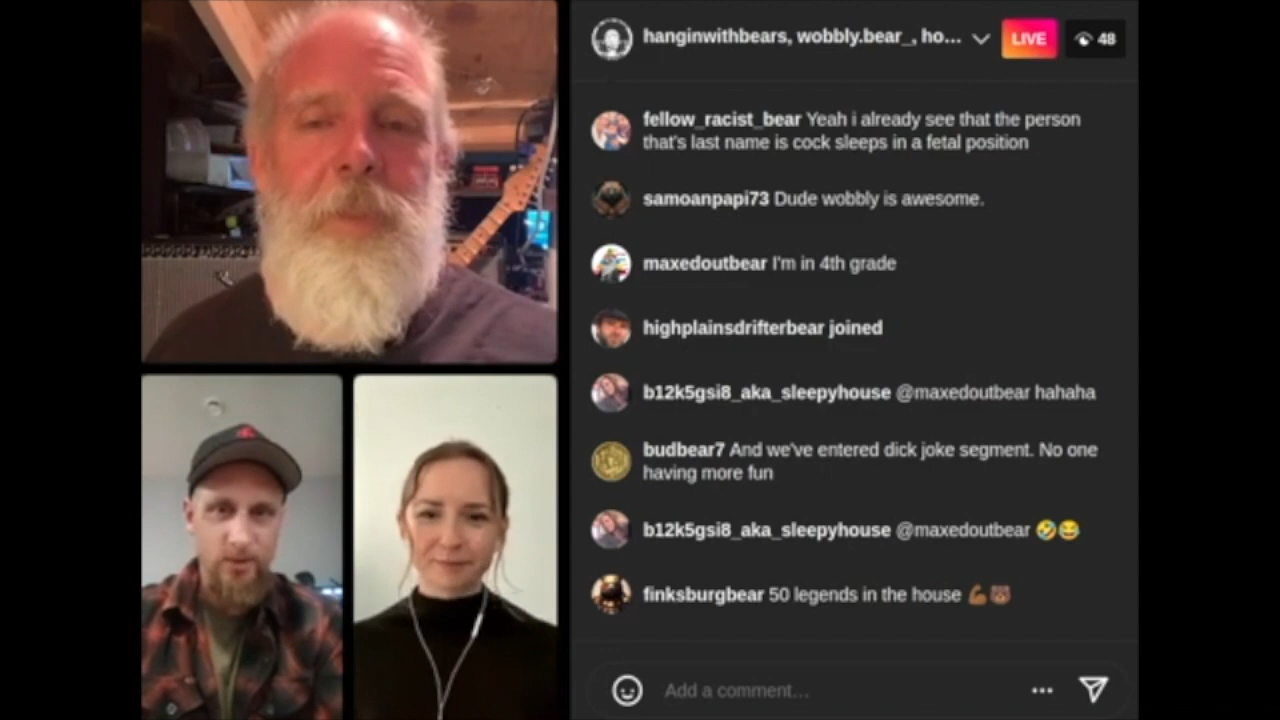 hanginwithbears, wobbly.bear_, ho...
LIVE
48
fellow_racist_bear Yeah i already see that the person
that's last name is cock sleeps in a fetal position
samoanpapi73 Dude wobbly is awesome.
maxedoutbear I'm in 4th grade
highplainsdrifterbear joined
b12k5gsi8_aka_sleepyhouse @maxedoutbear hahaha
budbear7 And we've entered dick joke segment. No one
having more fun
b12k5gsi8_aka_sleepyhouse @maxedoutbear 🤣😂
finksburgbear 50 legends in the house 💪🏾🐻
Add a comment...